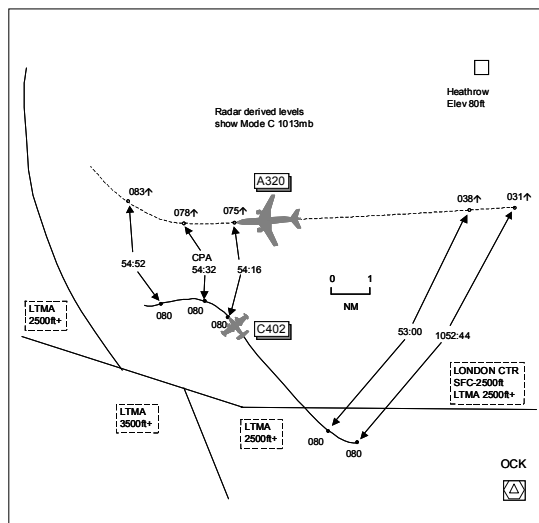 Heathrow
Elev 80ft
Radar derived levels
show Mode C 1013mb
A320
083↑
078↑
075↑
038↑
031↑
CPA
54:32
54:52
54:16
080
080
080
C402
0 1
NM
53:00
1052:44
LTMA
2500ft+
LONDON CTR
SFC-2500ft
LTMA 2500ft+
LTMA
3500ft+
LTMA
2500ft+
080
080
OCK